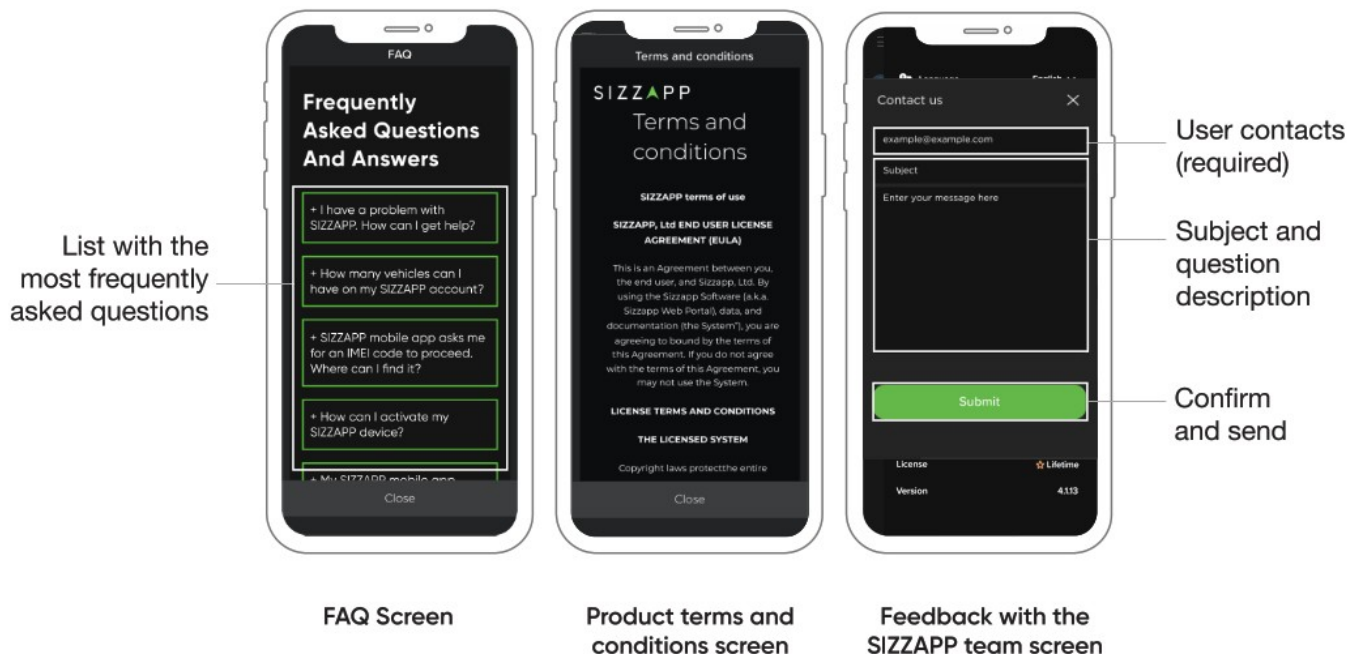 FAQ
Frequently
Asked Questions
And Answers
+ I have a problem with
SIZZAPP. How can I get help?
+ How many vehicles can I
have on my SIZZAPP account?
+ SIZZAPP mobile app asks me
for an IMEI code to proceed.
Where can I find it?
+ How can I activate my
SIZZAPP device?
+ My SIZZAPP mobile app
Close
List with the
most frequently
asked questions
FAQ Screen
Terms and conditions
SIZZAPP
Terms and
conditions
SIZZAPP terms of use
SIZZAPP, Ltd END USER LICENSE
AGREEMENT (EULA)
This is an Agreement between you,
the end user, and Sizzapp, Ltd. By
using the Sizzapp Software (a.k.a.
Sizzapp Web Portal), data, and
documentation (the System"), you are
agreeing to bound by the terms of
this Agreement. If you do not agree
with the terms of this Agreement, you
may not use the System.
LICENSE TERMS AND CONDITIONS
THE LICENSED SYSTEM
Copyright laws protectthe entire
Close
Product terms and
conditions screen
Language English
Contact us
example@example.com
Subject
Enter your message here
Submit
License Lifetime
Version 4.1.13
User contacts
(required)
Subject and
question
description
Confirm
and send
Feedback with the
SIZZAPP team screen